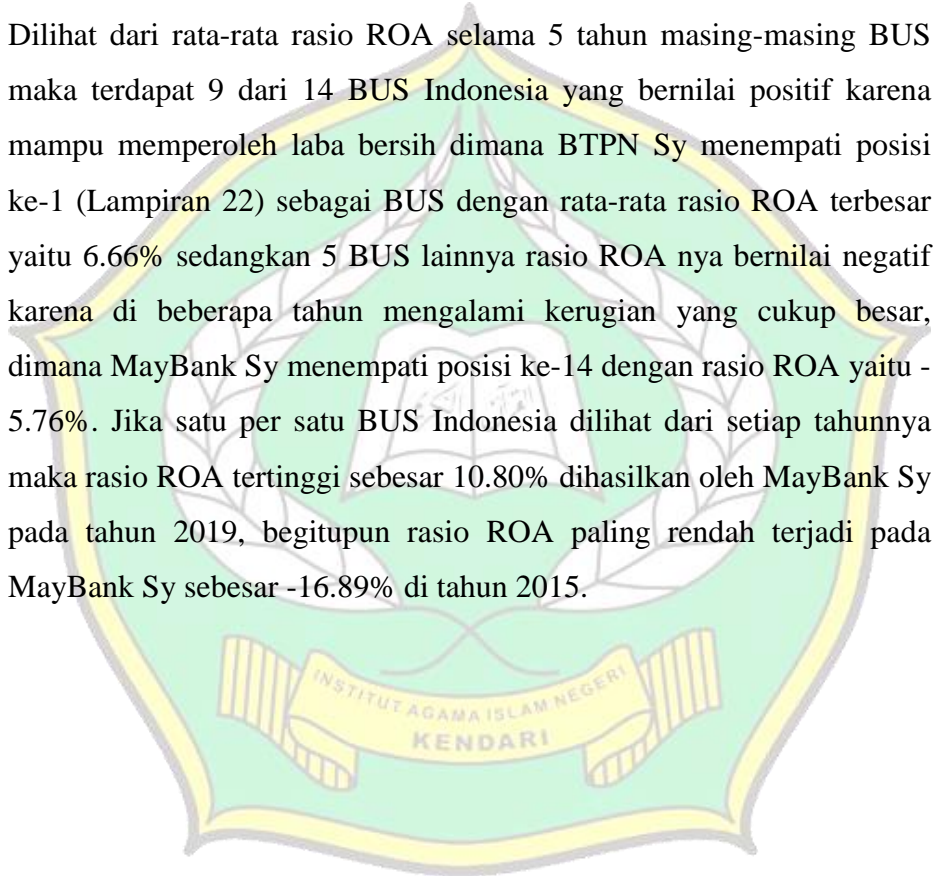 Dilihat dari rata-rata rasio ROA selama 5 tahun masing-masing BUS
maka terdapat 9 dari 14 BUS Indonesia yang bernilai positif karena
mampu memperoleh laba bersih dimana BTPN Sy menempati posisi
ke-1 (Lampiran 22) sebagai BUS dengan rata-rata rasio ROA terbesar
yaitu 6.66% sedangkan 5 BUS lainnya rasio ROA nya bernilai negatif
karena di beberapa tahun mengalami kerugian yang cukup besar,
dimana MayBank Sy menempati posisi ke-14 dengan rasio ROA yaitu -
5.76%. Jika satu per satu BUS Indonesia dilihat dari setiap tahunnya
maka rasio ROA tertinggi sebesar 10.80% dihasilkan oleh MayBank Sy
pada tahun 2019, begitupun rasio ROA paling rendah terjadi pada
MayBank Sy sebesar -16.89% di tahun 2015.
INSTITUT AGAMA ISLAM NEGERI
KENDARI